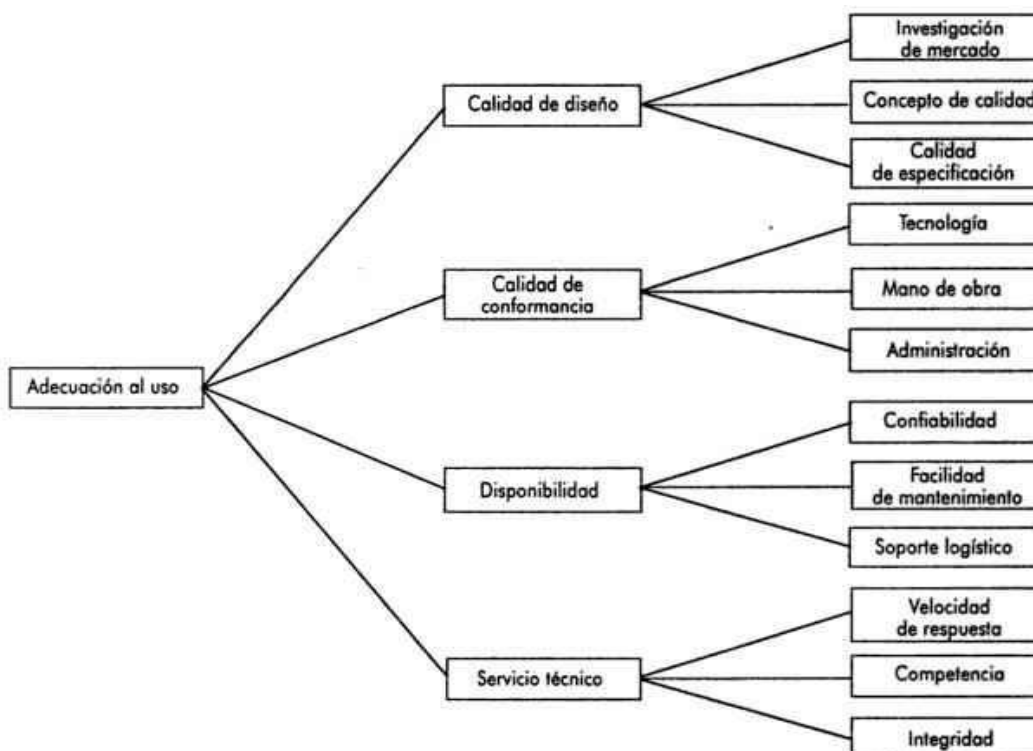 Adecuación al uso
Calidad de diseño
Investigación
de mercado
Concepto de calidad
Calidad
de especificación
Calidad de
conformancia
Tecnología
Mano de obra
Administración
Disponibilidad
Confiabilidad
Facilidad
de mantenimiento
Soporte logístico
Servicio técnico
Velocidad
de respuesta
Competencia
Integridad